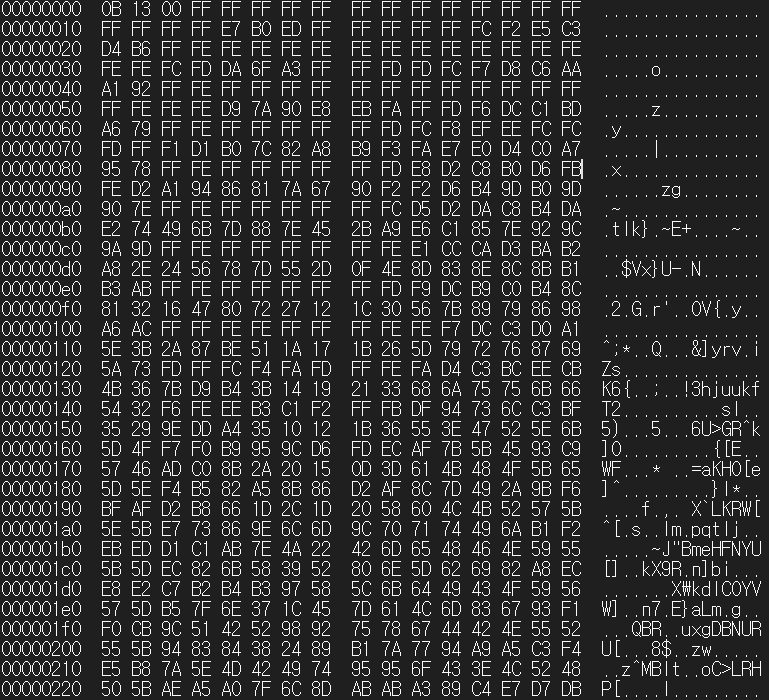 00000000 0B 13 00 FF FF FF FF FF FF FF FF FF FF FF FF FF ................
00000010 FF FF FF FF FF E7 B0 ED FF FF FF FF FC F2 E5 C3 ................
00000020 D4 B6 FF FE FE FE FE FE FE FE FE FE FE FE FE FE ................
00000030 FE FE FC FD DA 6F A3 FF FF FD FD FC F7 D8 C6 AA .....o..........
00000040 A1 92 FF FF FE FF FF FF FF FF FF FF FF FF FF FF ................
00000050 FF FE FE FE D9 7A 90 E8 EB FA FF FD F6 DC C1 BD .....z..........
00000060 A6 79 FF FE FF FF FF FF FF FD FC F8 EF EE FC FC .y..............
00000070 FD FF F1 D1 B0 7C 82 A8 B9 F3 FA E7 E0 D4 C0 A7 .....|..........
00000080 95 78 FF FE FF FF FF FF FF FD E8 D2 C8 B0 D6 FB .x..............
00000090 FE D2 A1 94 86 81 7A 67 90 F2 F2 D6 B4 9D B0 9D ......zg........
000000a0 90 7E FF FE FF FF FF FF FF FC D5 D2 DA C8 B4 DA .~..............
000000b0 E2 74 49 6B 7D 88 7E 45 2B A9 E6 C1 85 7E 92 9C .tIk}.~E+....~..
000000c0 9A 9D FF FE FF FF FF FF FF FE E1 CC CA D3 BA B2 ................
000000d0 A8 2E 24 56 78 7D 55 2D 0F 4E 8D 83 8E 8C 8B B1 ..$Vx}U-.N......
000000e0 B3 AB FF FE FF FF FF FF FD F9 DC B9 C0 B4 8C ................
000000f0 81 32 16 47 80 72 27 12 1C 30 56 7B 89 79 86 98 .2.G.r'..0V{.y..
00000100 A6 AC FF FF FE FF FF FF FE FE F7 DC C3 D0 A1 ................
00000110 5E 3B 2A 87 BE 51 1A 17 1B 26 5D 79 72 76 87 69 ^;*..Q...&]yrv.i
00000120 5A 73 FD FF FC F4 FA FD FF FE FA D4 C3 BC EE CB Zs..............
00000130 4B 36 7B D9 B4 3B 14 19 21 33 68 6A 75 75 6B 66 K6{..;..!3hjuukf
00000140 54 32 F6 FE EE B3 C1 F2 FF FB DF 94 73 6C C3 BF T2..........sl..
00000150 35 29 9E DD A4 35 10 12 1B 36 55 3E 47 52 5E 6B 5)...5...6U>GR^k
00000160 5D 4F F7 F0 B9 95 9C D6 FD EC AF 7B 5B 45 93 C9 ]O.........{[E..
00000170 57 46 AD C0 8B 2A 20 15 0D 3D 61 4B 48 4F 5B 65 WF...* ..=aKHO[e
00000180 5D 5E F4 B5 82 A5 8B 86 D2 AF 8C 7D 49 2A 9B F6 ]^.........}I*..
00000190 BF AF D2 B8 66 1D 2C 1D 20 58 60 4C 4B 52 57 5B ....f.,. X`LKRW[
000001a0 5E 5B E7 73 86 9E 6C 6D 9C 70 71 74 49 6A B1 F2 ^[.s..lm.pqtIj..
000001b0 EB ED D1 C1 AB 7E 4A 22 42 6D 65 48 46 4E 59 55 .....~J"BmeHFNYU
000001c0 5B 5D EC 82 6B 58 39 52 80 6E 5D 62 69 82 A8 EC []..kX9R.n]bi...
000001d0 E8 E2 C7 B2 B4 B3 97 58 5C 6B 64 49 43 4F 59 56 .......X\kdICOYV
000001e0 57 5D B5 7F 6E 37 1C 45 7D 61 4C 6D 83 67 93 F1 W]..n7.E}aLm.g..
000001f0 F0 CB 9C 51 42 52 98 92 75 78 67 44 42 4E 55 52 ...QBR..uxgDBNUR
00000200 55 5B 94 83 84 38 24 89 B1 7A 77 94 A9 A5 C3 F4 U[...8$..zw.....
00000210 E5 B8 7A 5E 4D 42 49 74 95 95 6F 43 3E 4C 52 48 ..z^MBIt..oC>LRH
00000220 50 5B AE A5 A0 7F 6C 8D AB AB A3 89 C4 E7 D7 DB P[....l.........